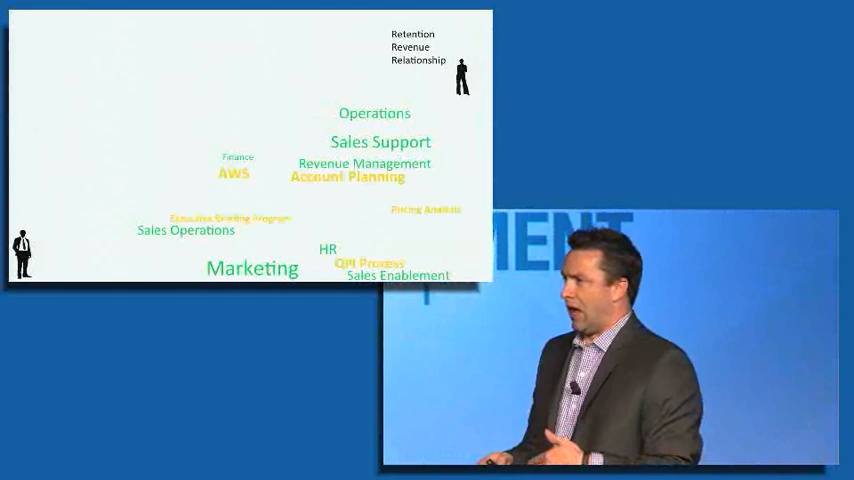 Retention
Revenue
Relationship
Operations
Sales Support
Finance
Revenue Management
AWS
Account Planning
Pricing Analysis
Executive Briefing Program
Sales Operations
HR
QPI Process
Marketing
Sales Enablement
MENT